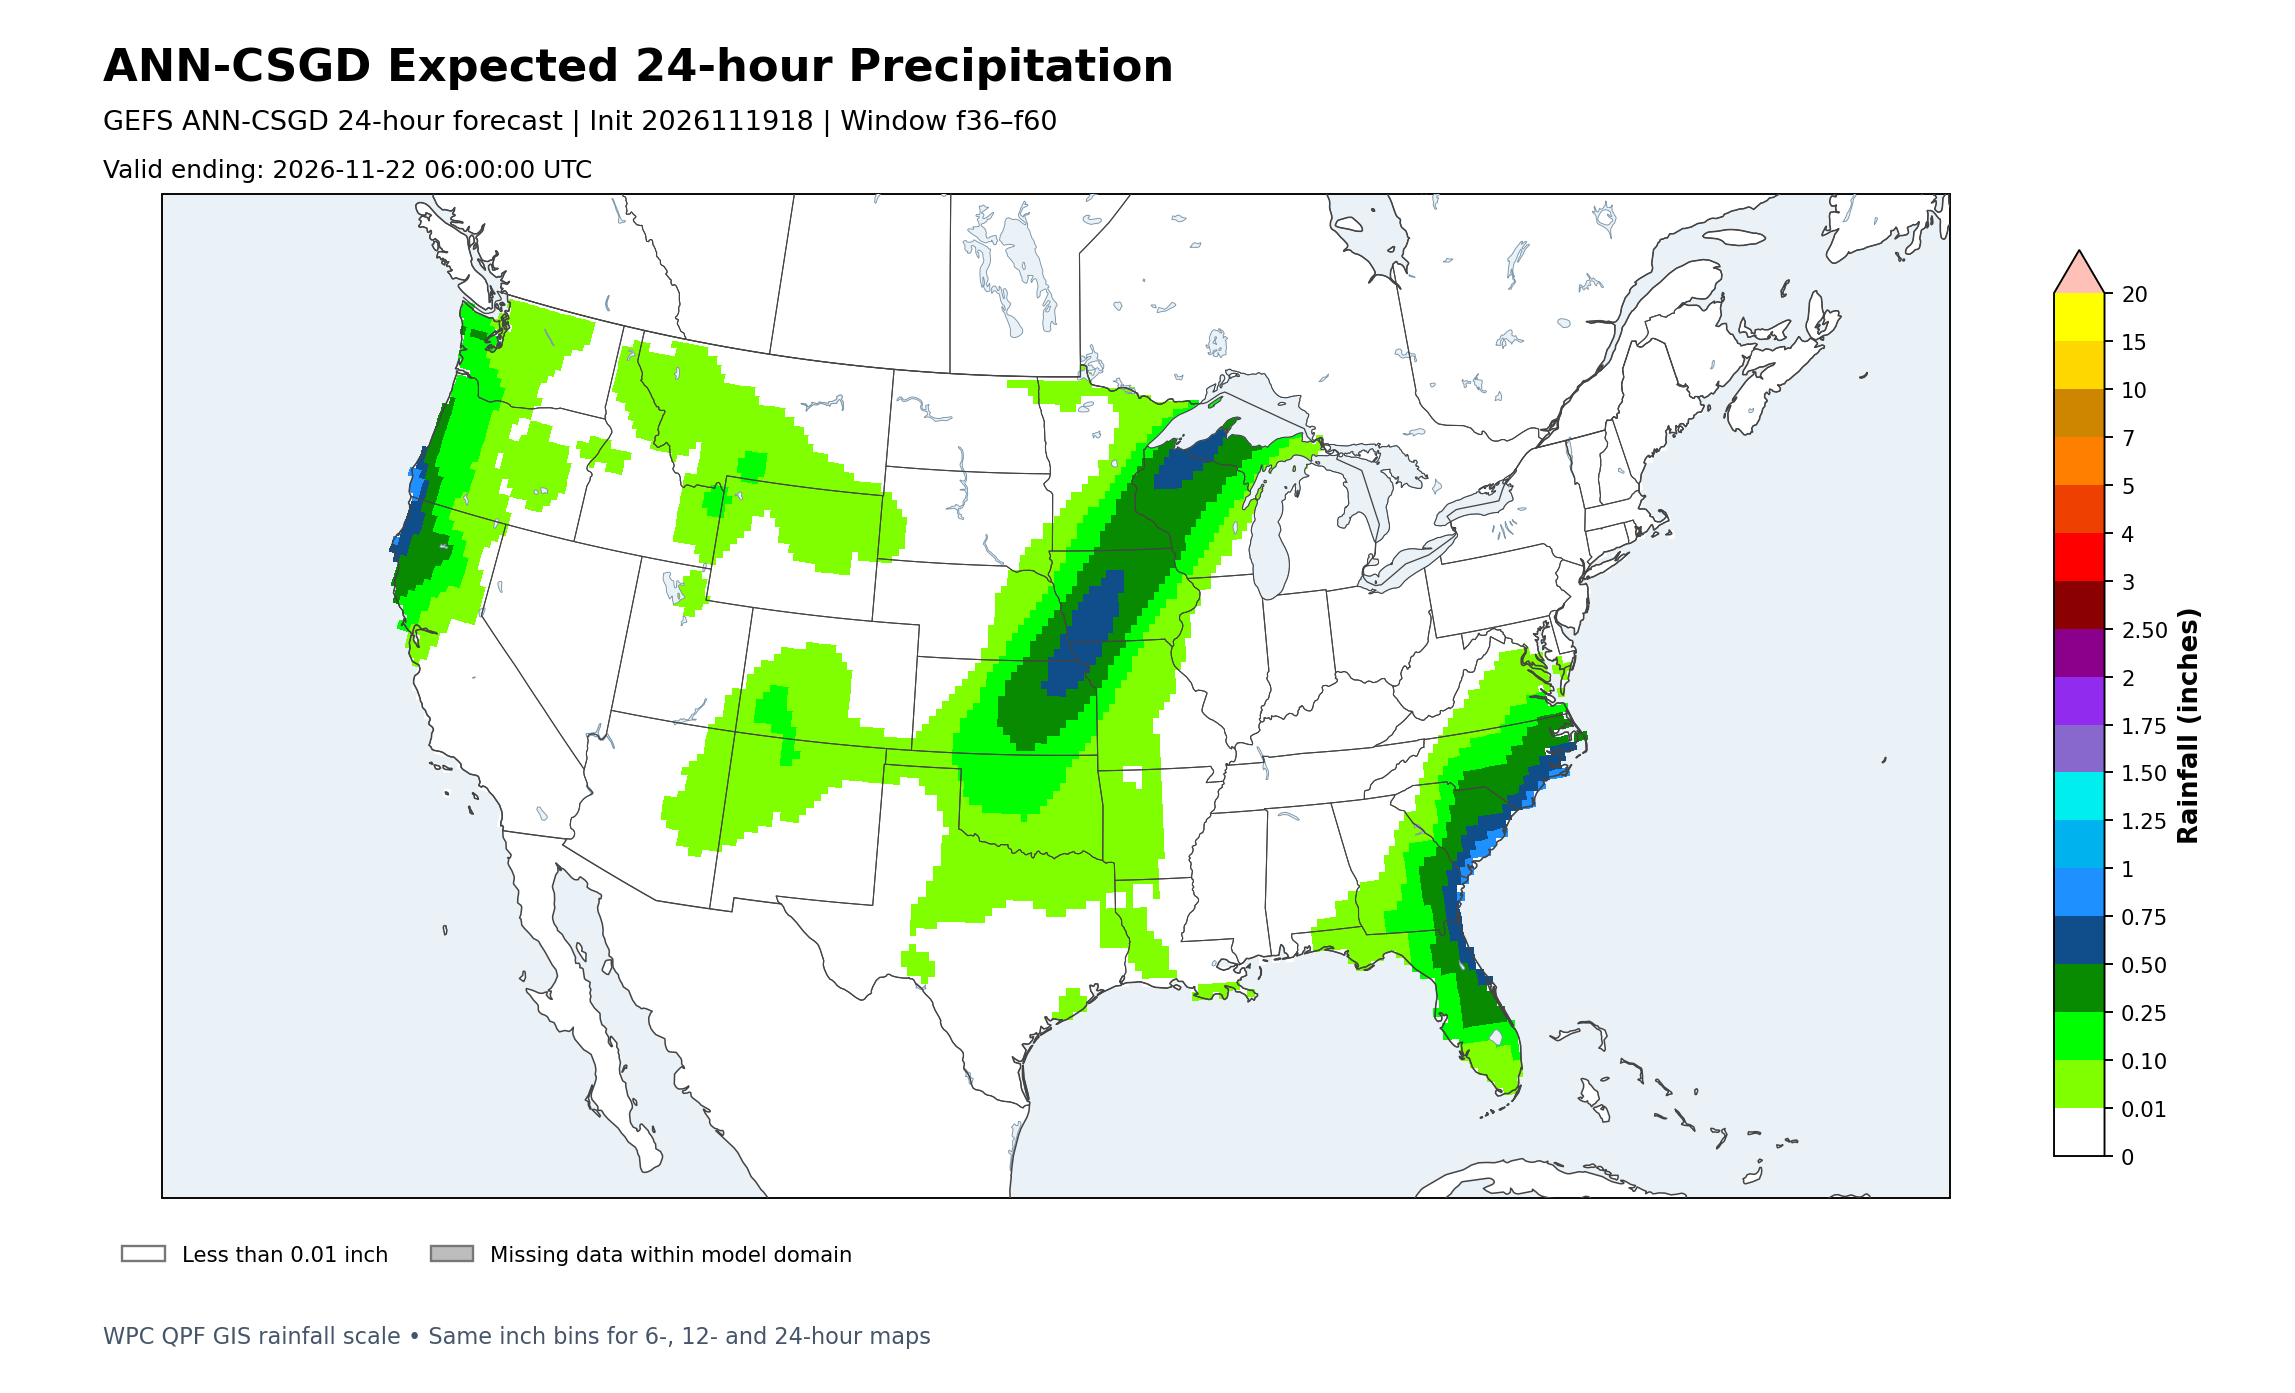 ANN-CSGD Expected 24-hour Precipitation
GEFS ANN-CSGD 24-hour forecast | Init 2026111918 | Window f36–f60
Valid ending: 2026-11-22 06:00:00 UTC
20
15
10
7
5
4
3
2.50
2
1.75
1.50
1.25
1
0.75
0.50
0.25
0.10
0.01
0
Rainfall (inches)
Less than 0.01 inch
Missing data within model domain
WPC QPF GIS rainfall scale • Same inch bins for 6-, 12- and 24-hour maps